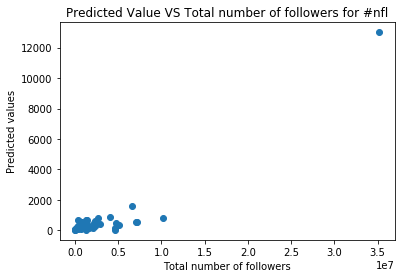 Predicted Value VS Total number of followers for #nfl
Predicted values
12000
10000
8000
6000
4000
2000
0
0.0 0.5 1.0 1.5 2.0 2.5 3.0 3.5
1e7
Total number of followers